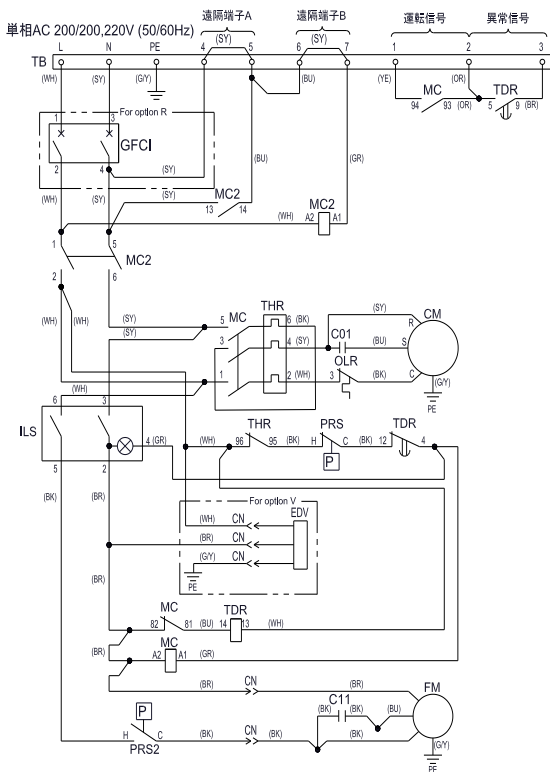 単相AC 200/200,220V (50/60Hz)
遠隔端子A
遠隔端子B
運転信号
異常信号
L N PE 4 (SY) 5 6 (SY) 7 1 2 3
TB
(WH) (SY) (G/Y) (BU) (YE) (OR)
MC TDR
94 93 (OR) 5 9 (BR)
For option R
1 3
GFCI
2 4 (SY)
(BU) (GR)
(WH) (SY) (SY) MC2
13 14
MC2
(WH) A2 A1
1 5
MC2
2 6
(WH) (WH) (SY)
(SY)
MC THR
5 6 (BK)
3 4 (SY)
1 2 (WH)
(SY) CM
R
C01
(BU) S
OLR
3 (BK) C
(G/Y)
PE
(WH)
6 3
ILS
4 (GR)
5 2
(WH) THR PRS TDR
96 95 (BK) H C (BK) 12 4
P
(BK) (BR)
For option V
EDV
(WH) CN
(BR) CN
(G/Y) CN
PE
(BR)
MC TDR
82 81 (BU) 14 13 (WH)
MC
(BR) A2 A1 (GR)
(BR) CN (BR)
FM
C11
(BK) (BK) (BU)
P
H C (BK) CN (BK) (BK)
PRS2
(G/Y)
PE